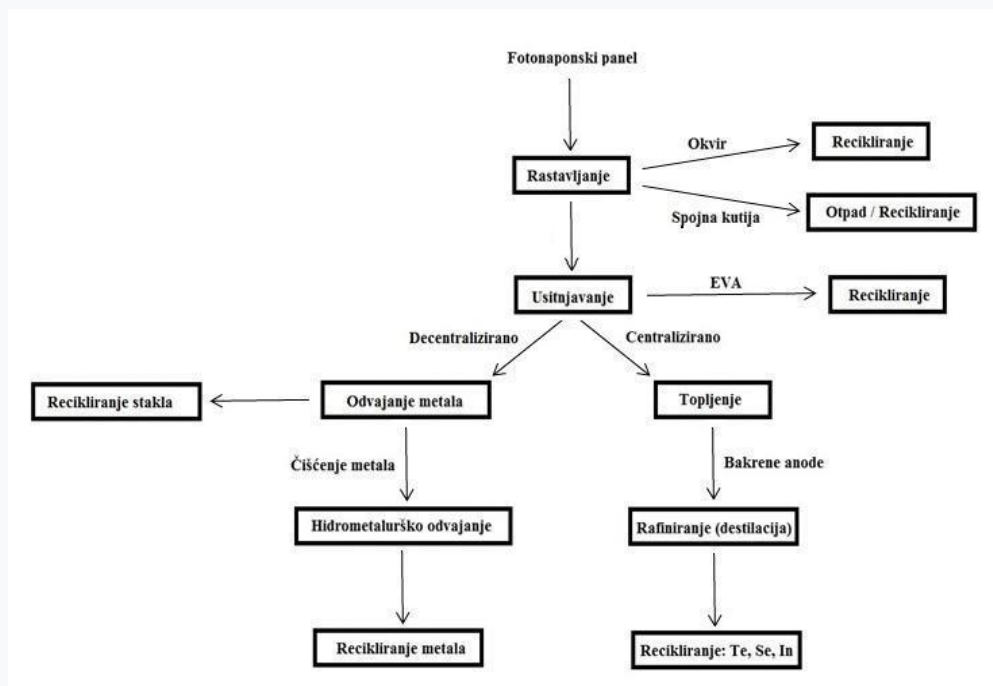 Fotonaponski panel
Okvir
Recikliranje
Rastavljanje
Spojna kutija
Otpad / Recikliranje
EVA
Usitnjavanje
Recikliranje
Decentralizirano
Centralizirano
Recikliranje stakla
Odvajanje metala
Topljenje
Čišćenje metala
Bakrene anode
Hidrometalurško odvajanje
Rafiniranje (destilacija)
Recikliranje metala
Recikliranje: Te, Se, In